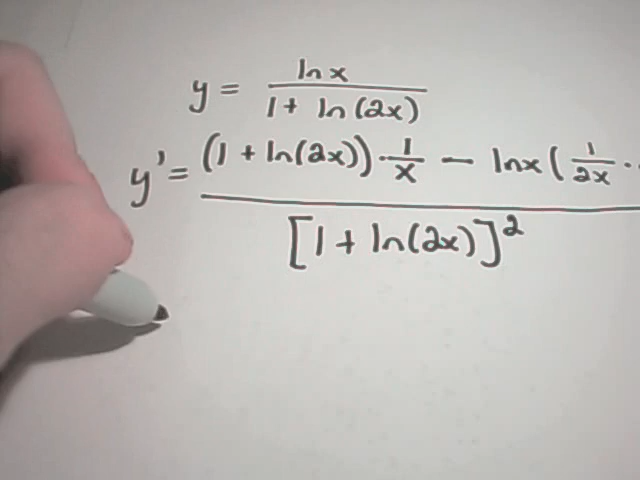 y = ln x / 1 + ln (2x)
y' = (1 + ln(2x)) · 1/x − ln x ( 1/2x ·
[1 + ln(2x)]²